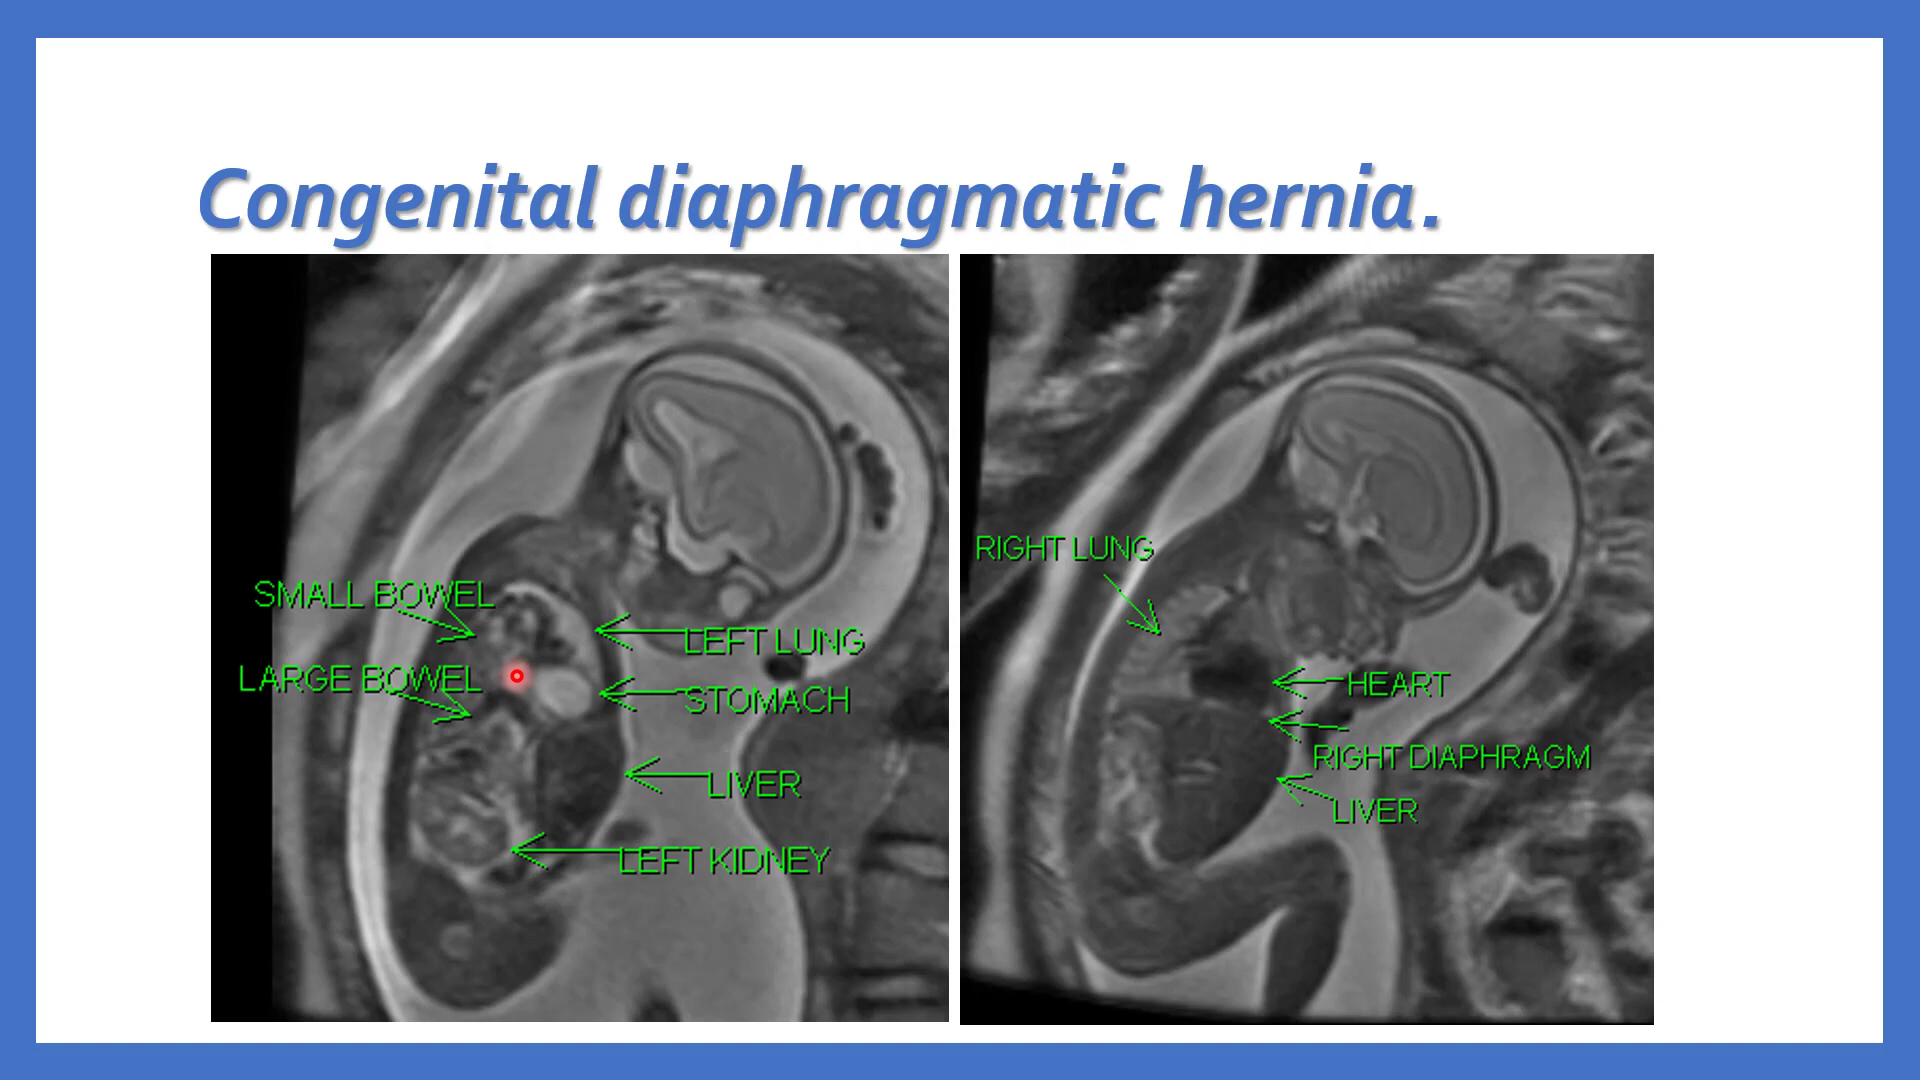 Congenital diaphragmatic hernia.
SMALL BOWEL
LEFT LUNG
LARGE BOWEL
STOMACH
LIVER
LEFT KIDNEY
RIGHT LUNG
HEART
RIGHT DIAPHRAGM
LIVER